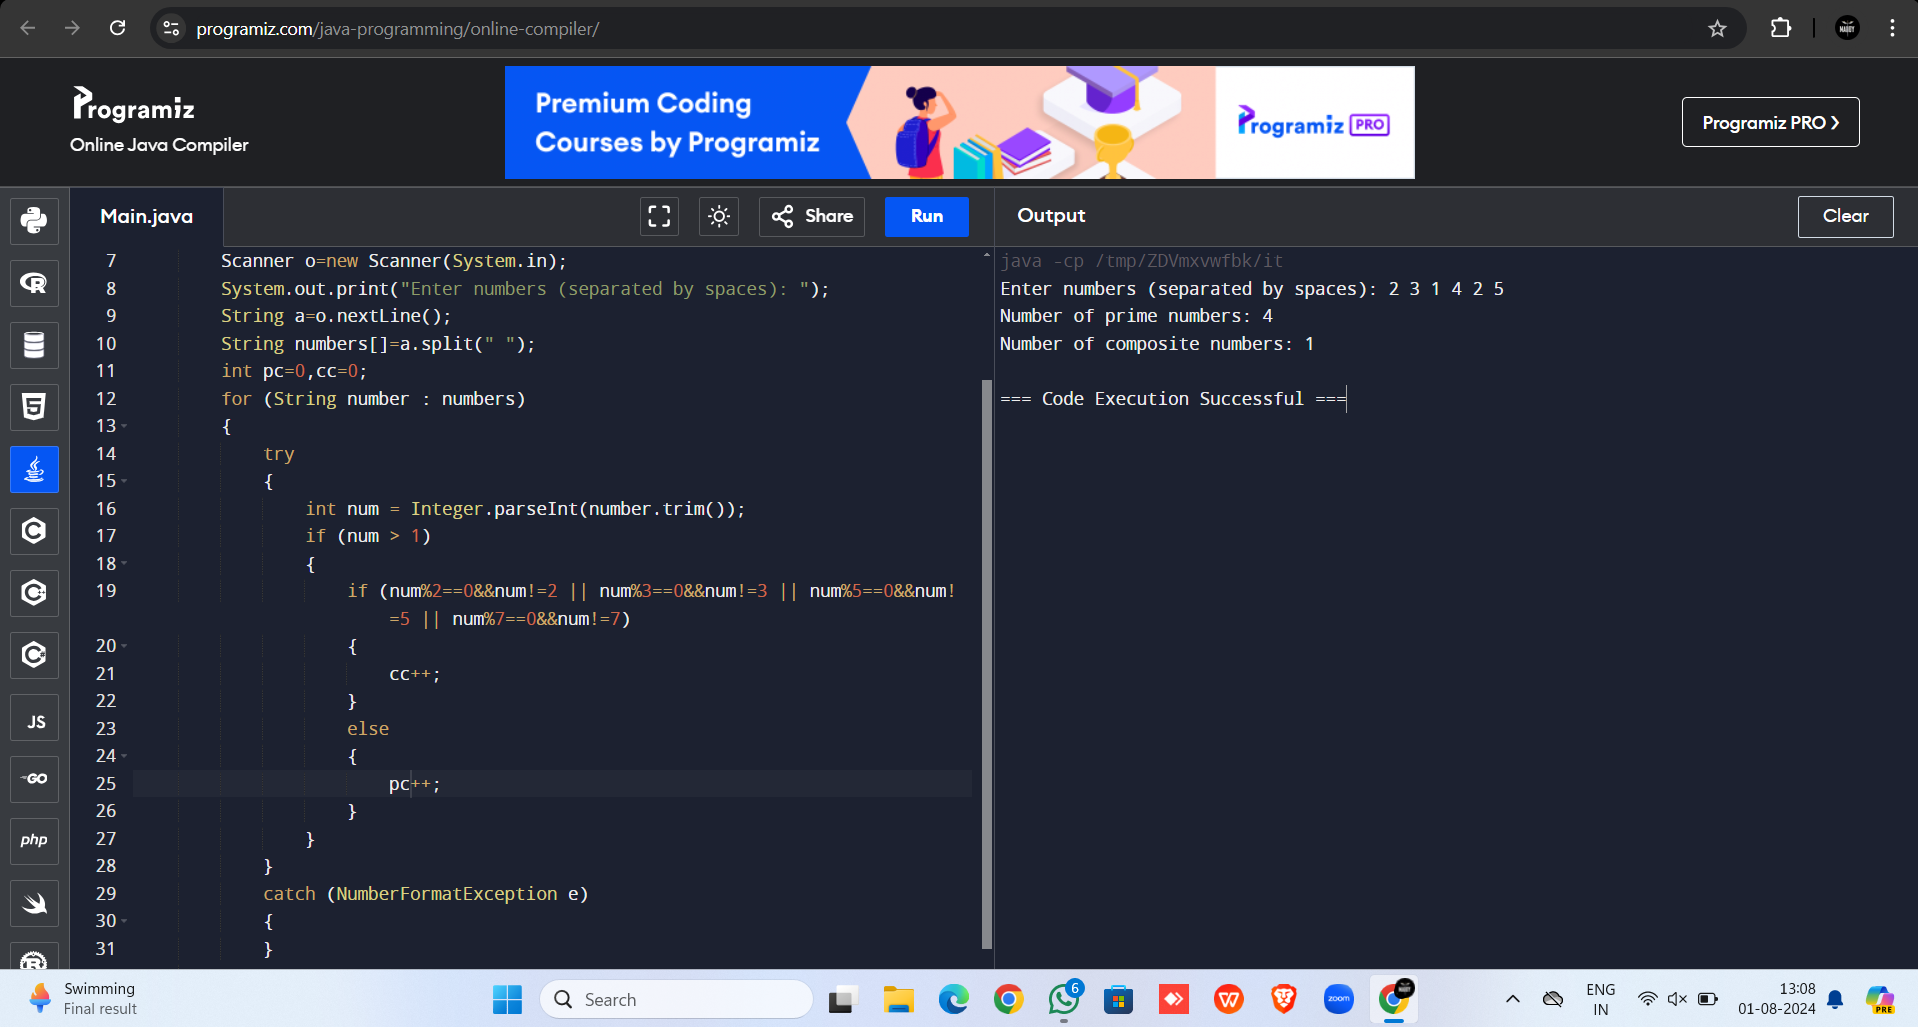 programiz.com/java-programming/online-compiler/
Programiz
Online Java Compiler
Premium Coding
Courses by Programiz
Programiz PRO
Programiz PRO ❯
Main.java
Share
Run
Output
Clear
7 Scanner o=new Scanner(System.in);
8 System.out.print("Enter numbers (separated by spaces): ");
9 String a=o.nextLine();
10 String numbers[]=a.split(" ");
11 int pc=0,cc=0;
12 for (String number : numbers)
13 {
14 try
15 {
16 int num = Integer.parseInt(number.trim());
17 if (num > 1)
18 {
19 if (num%2==0&&num!=2 || num%3==0&&num!=3 || num%5==0&&num!
=5 || num%7==0&&num!=7)
20 {
21 cc++;
22 }
23 else
24 {
25 pc++;
26 }
27 }
28 }
29 catch (NumberFormatException e)
30 {
31 }
java -cp /tmp/ZDVmxvwfbk/it
Enter numbers (separated by spaces): 2 3 1 4 2 5
Number of prime numbers: 4
Number of composite numbers: 1
=== Code Execution Successful ===
R
5
C
C
C
JS
GO
php
R
Swimming
Final result
Search
6
zoom
ENG
IN
13:08
01-08-2024
PRE